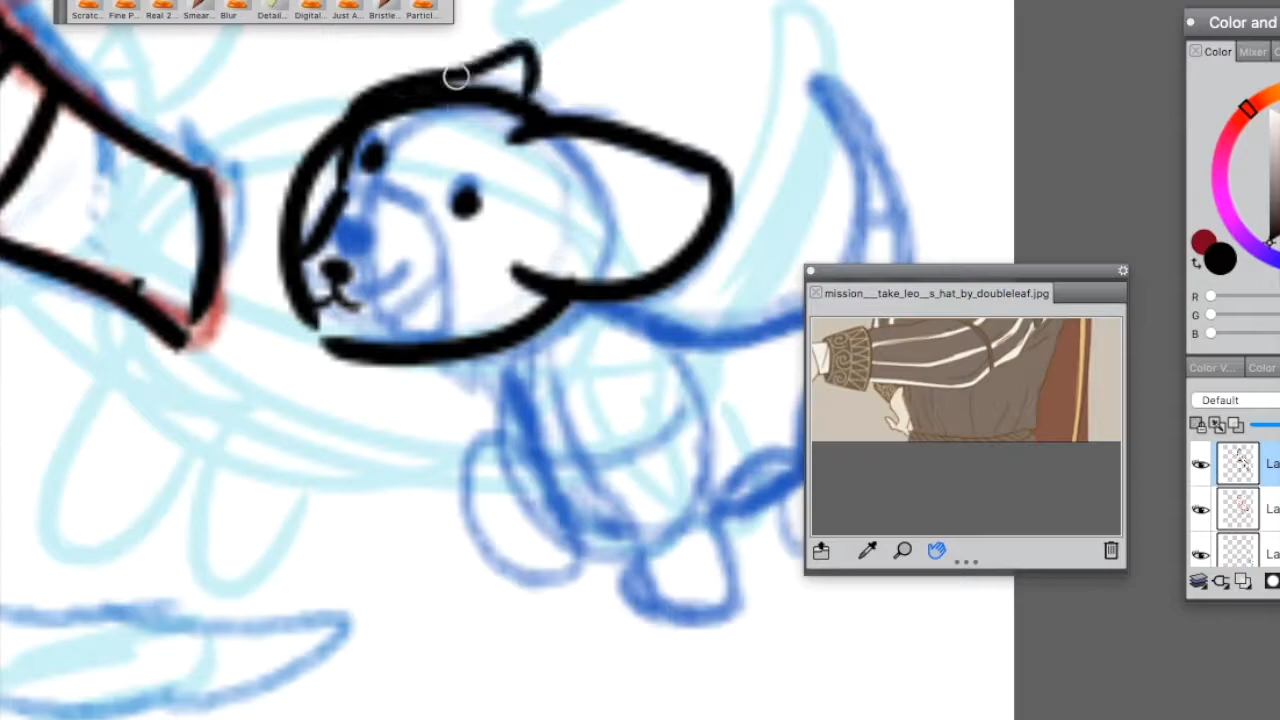 Scratc... Fine P... Real 2... Smear... Blur Detail... Digital... Just A... Bristle... Particl...
Color and
Color Mixer C
mission__take_leo__s_hat_by_doubleleaf.jpg
R
G
B
Color V... Color
Default
La
La
La